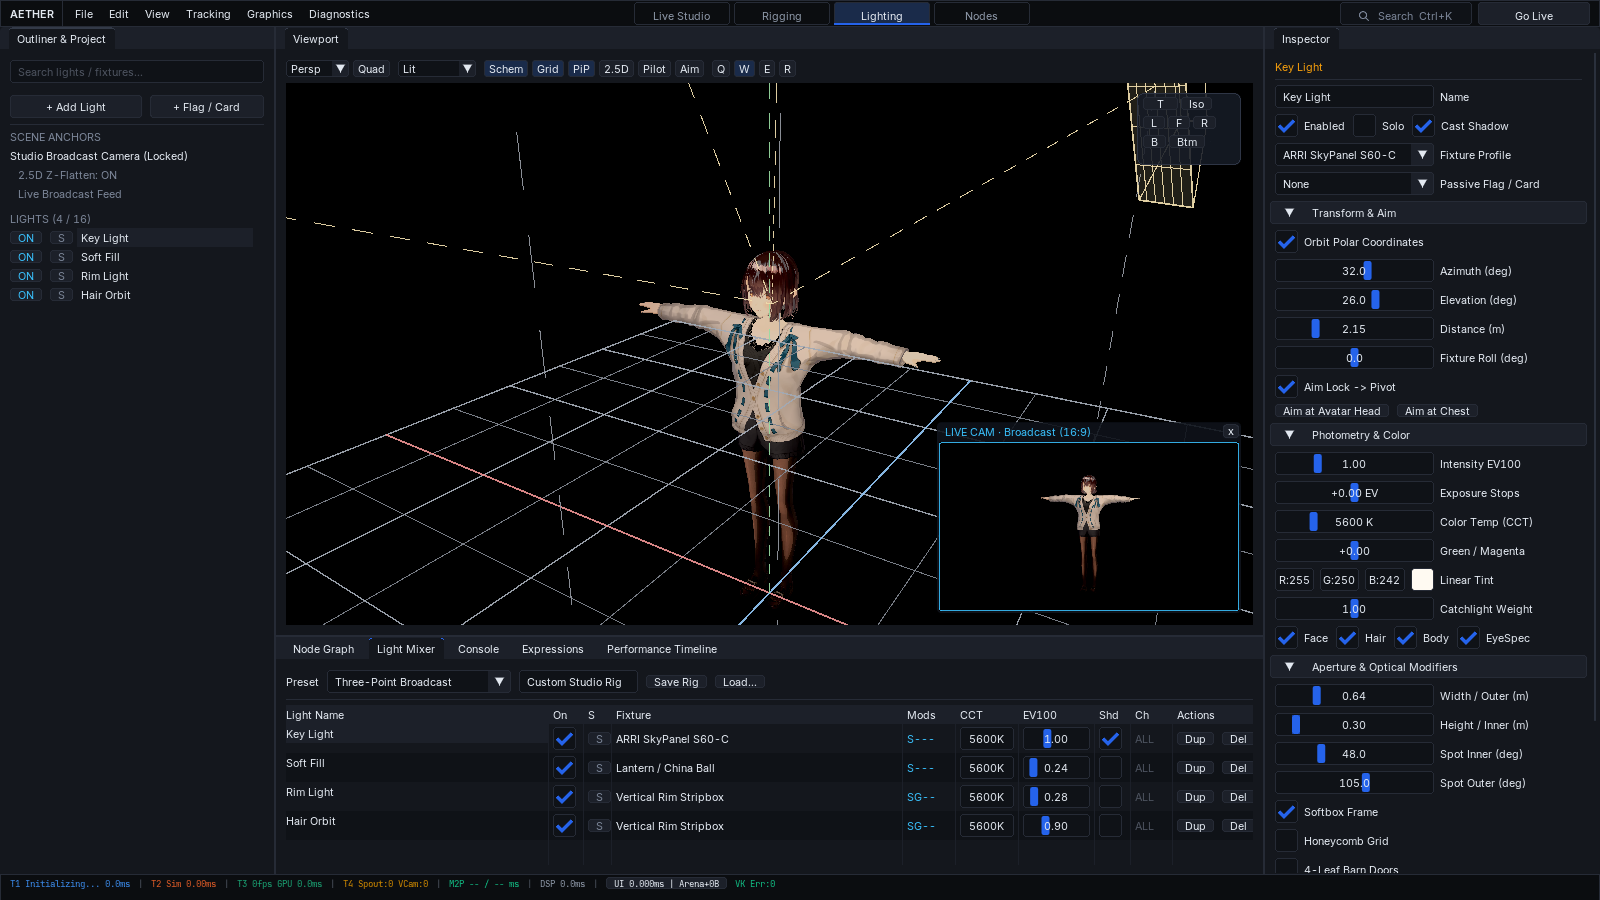 AETHER File Edit View Tracking Graphics Diagnostics Live Studio Rigging Lighting Nodes Search Ctrl+K Go Live
Outliner & Project
Search lights / fixtures...
+ Add Light + Flag / Card
SCENE ANCHORS
Studio Broadcast Camera (Locked)
2.5D Z-Flatten: ON
Live Broadcast Feed
LIGHTS (4 / 16)
ON S Key Light
ON S Soft Fill
ON S Rim Light
ON S Hair Orbit
Viewport
Persp Quad Lit Schem Grid PiP 2.5D Pilot Aim Q W E R
T Iso
L F R
B Btm
LIVE CAM · Broadcast (16:9) x
Node Graph Light Mixer Console Expressions Performance Timeline
Preset Three-Point Broadcast Custom Studio Rig Save Rig Load...
Light Name On S Fixture Mods CCT EV100 Shd Ch Actions
Key Light S ARRI SkyPanel S60-C S--- 5600K 1.00 ALL Dup Del
Soft Fill S Lantern / China Ball S--- 5600K 0.24 ALL Dup Del
Rim Light S Vertical Rim Stripbox SG-- 5600K 0.28 ALL Dup Del
Hair Orbit S Vertical Rim Stripbox SG-- 5600K 0.90 ALL Dup Del
Inspector
Key Light
Key Light Name
Enabled Solo Cast Shadow
ARRI SkyPanel S60-C Fixture Profile
None Passive Flag / Card
Transform & Aim
Orbit Polar Coordinates
32.0 Azimuth (deg)
26.0 Elevation (deg)
2.15 Distance (m)
0.0 Fixture Roll (deg)
Aim Lock -> Pivot
Aim at Avatar Head Aim at Chest
Photometry & Color
1.00 Intensity EV100
+0.00 EV Exposure Stops
5600 K Color Temp (CCT)
+0.00 Green / Magenta
R:255 G:250 B:242 Linear Tint
1.00 Catchlight Weight
Face Hair Body EyeSpec
Aperture & Optical Modifiers
0.64 Width / Outer (m)
0.30 Height / Inner (m)
48.0 Spot Inner (deg)
105.0 Spot Outer (deg)
Softbox Frame
Honeycomb Grid
4-Leaf Barn Doors
T1 Initializing... 0.0ms | T2 Sim 0.00ms | T3 0fps GPU 0.0ms | T4 Spout:0 VCam:0 | M2P -- / -- ms | DSP 0.0ms | UI 0.000ms | Arena+0B VK Err:0